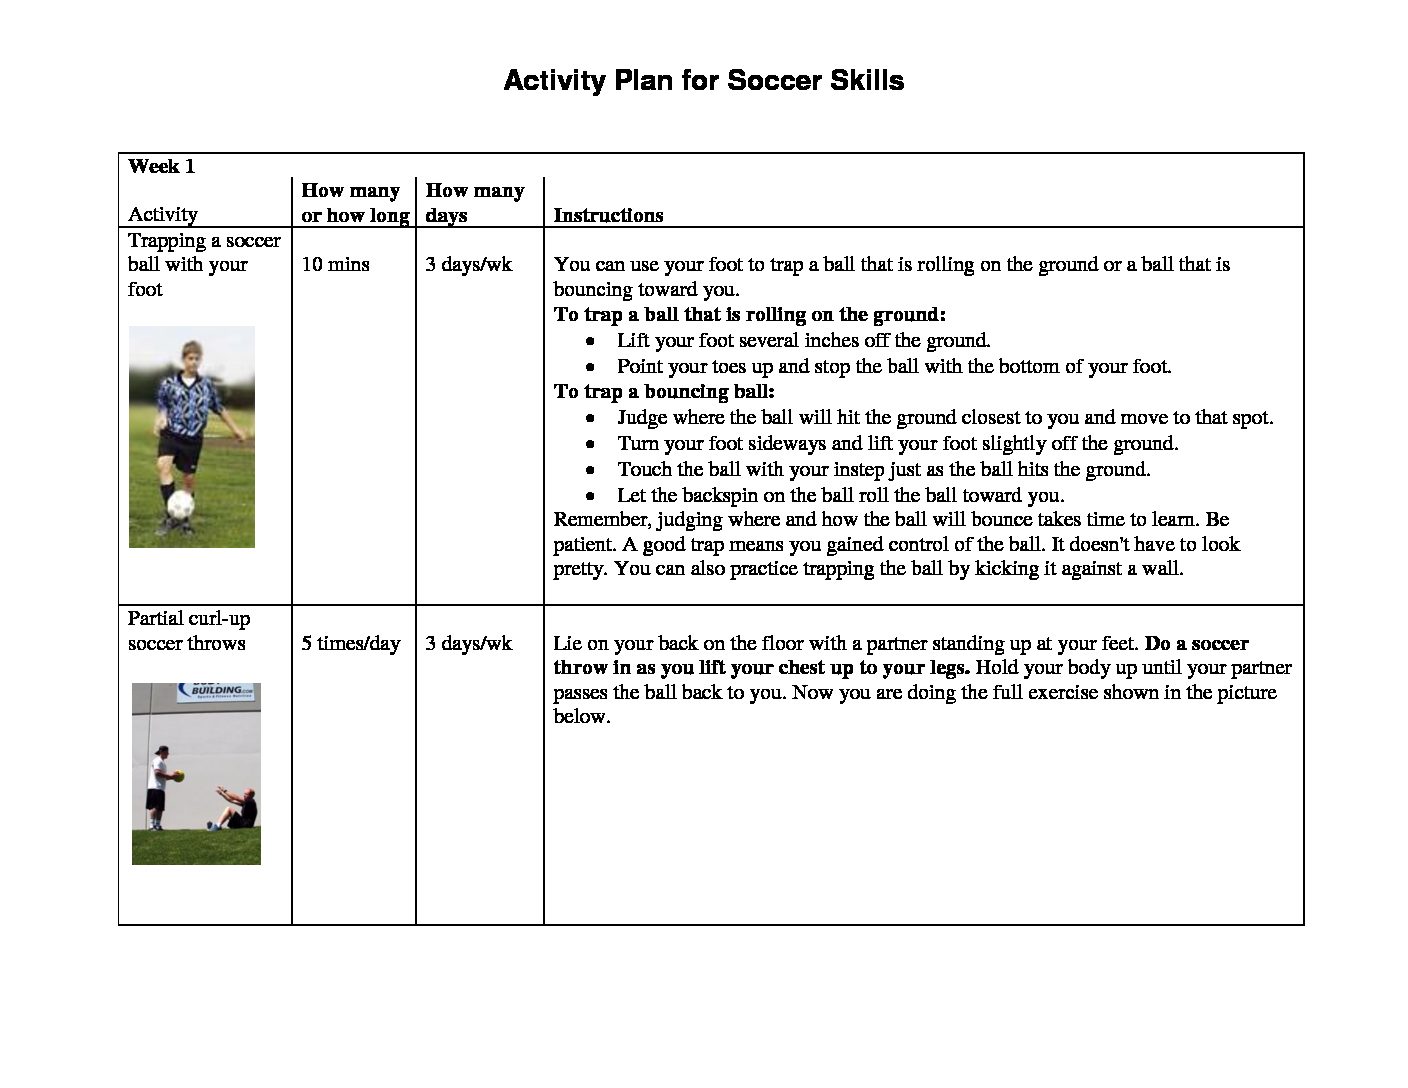 Activity Plan for Soccer Skills
Week 1
Activity
How many
or how long
How many
days
Instructions
Trapping a soccer
ball with your
foot
10 mins
3 days/wk
You can use your foot to trap a ball that is rolling on the ground or a ball that is
bouncing toward you.
To trap a ball that is rolling on the ground:
• Lift your foot several inches off the ground.
• Point your toes up and stop the ball with the bottom of your foot.
To trap a bouncing ball:
• Judge where the ball will hit the ground closest to you and move to that spot.
• Turn your foot sideways and lift your foot slightly off the ground.
• Touch the ball with your instep just as the ball hits the ground.
• Let the backspin on the ball roll the ball toward you.
Remember, judging where and how the ball will bounce takes time to learn. Be
patient. A good trap means you gained control of the ball. It doesn't have to look
pretty. You can also practice trapping the ball by kicking it against a wall.
Partial curl-up
soccer throws
BUILDING.COM
5 times/day
3 days/wk
Lie on your back on the floor with a partner standing up at your feet. Do a soccer
throw in as you lift your chest up to your legs. Hold your body up until your partner
passes the ball back to you. Now you are doing the full exercise shown in the picture
below.